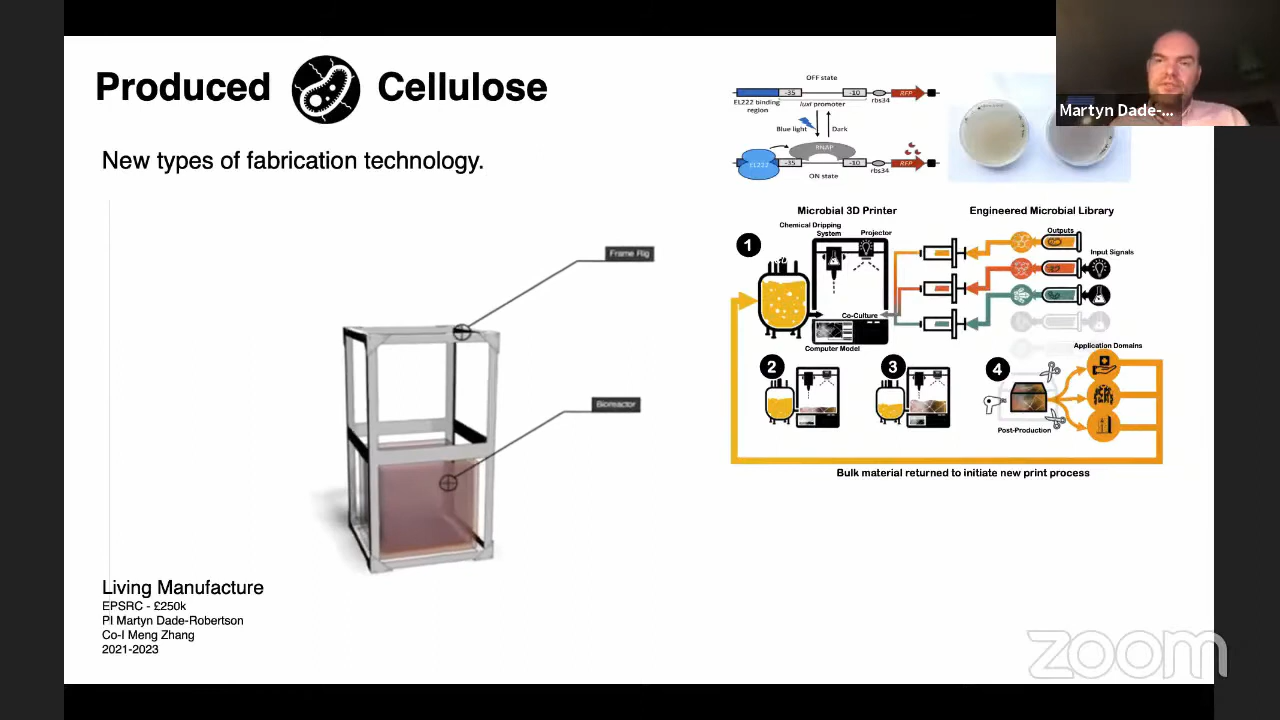 Produced Cellulose
New types of fabrication technology.
Frame Rig
Bioreactor
Living Manufacture
EPSRC - £250k
PI Martyn Dade-Robertson
Co-I Meng Zhang
2021-2023
OFF state
-35
-10
RFP
EL222 binding
region
luxI promoter
rbs34
Blue light
Dark
RNAP
EL222
-35
-10
RFP
rbs34
ON state
Martyn Dade-...
Microbial 3D Printer
Engineered Microbial Library
Chemical Dripping
System
Projector
Outputs
Input Signals
1
Co-Culture
Computer Model
Application Domains
2
3
4
Post-Production
Bulk material returned to initiate new print process
zoom